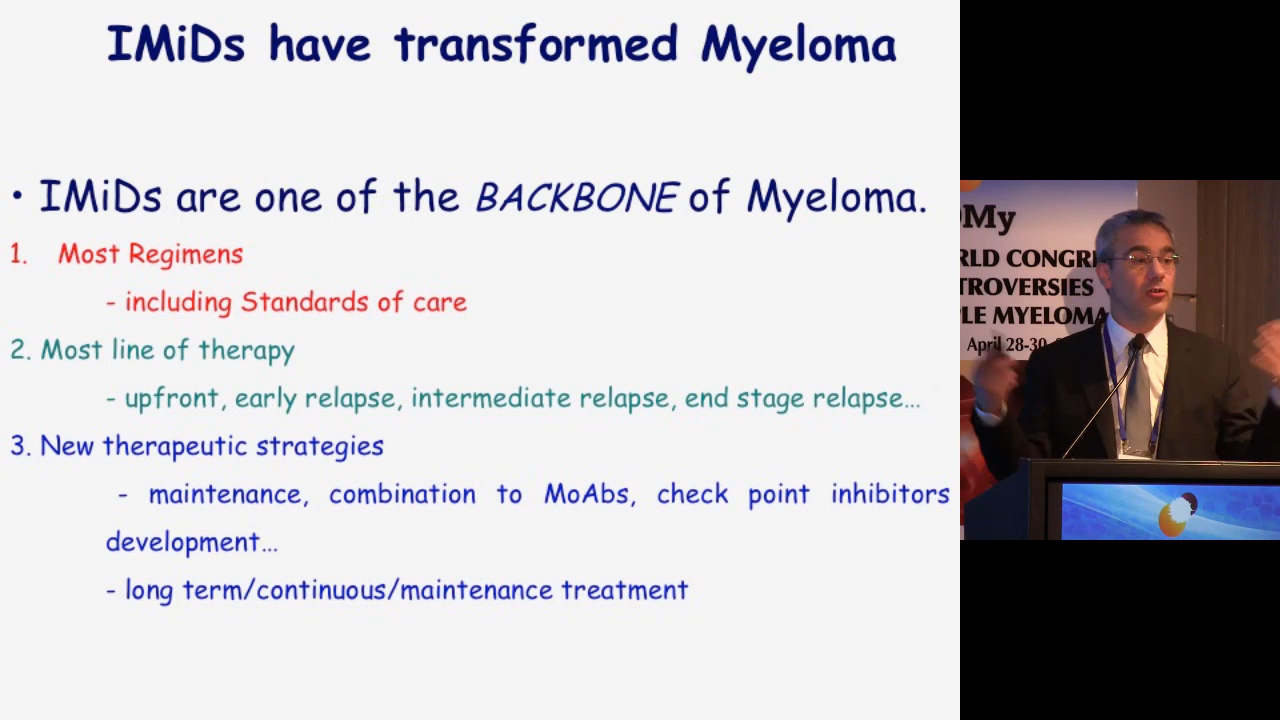 IMiDs have transformed Myeloma
• IMiDs are one of the BACKBONE of Myeloma.
1. Most Regimens
- including Standards of care
2. Most line of therapy
- upfront, early relapse, intermediate relapse, end stage relapse…
3. New therapeutic strategies
- maintenance, combination to MoAbs, check point inhibitors
development…
- long term/continuous/maintenance treatment
OMy
RLD CONGR
TROVERSIES
LE MYELOMA
April 28-30,